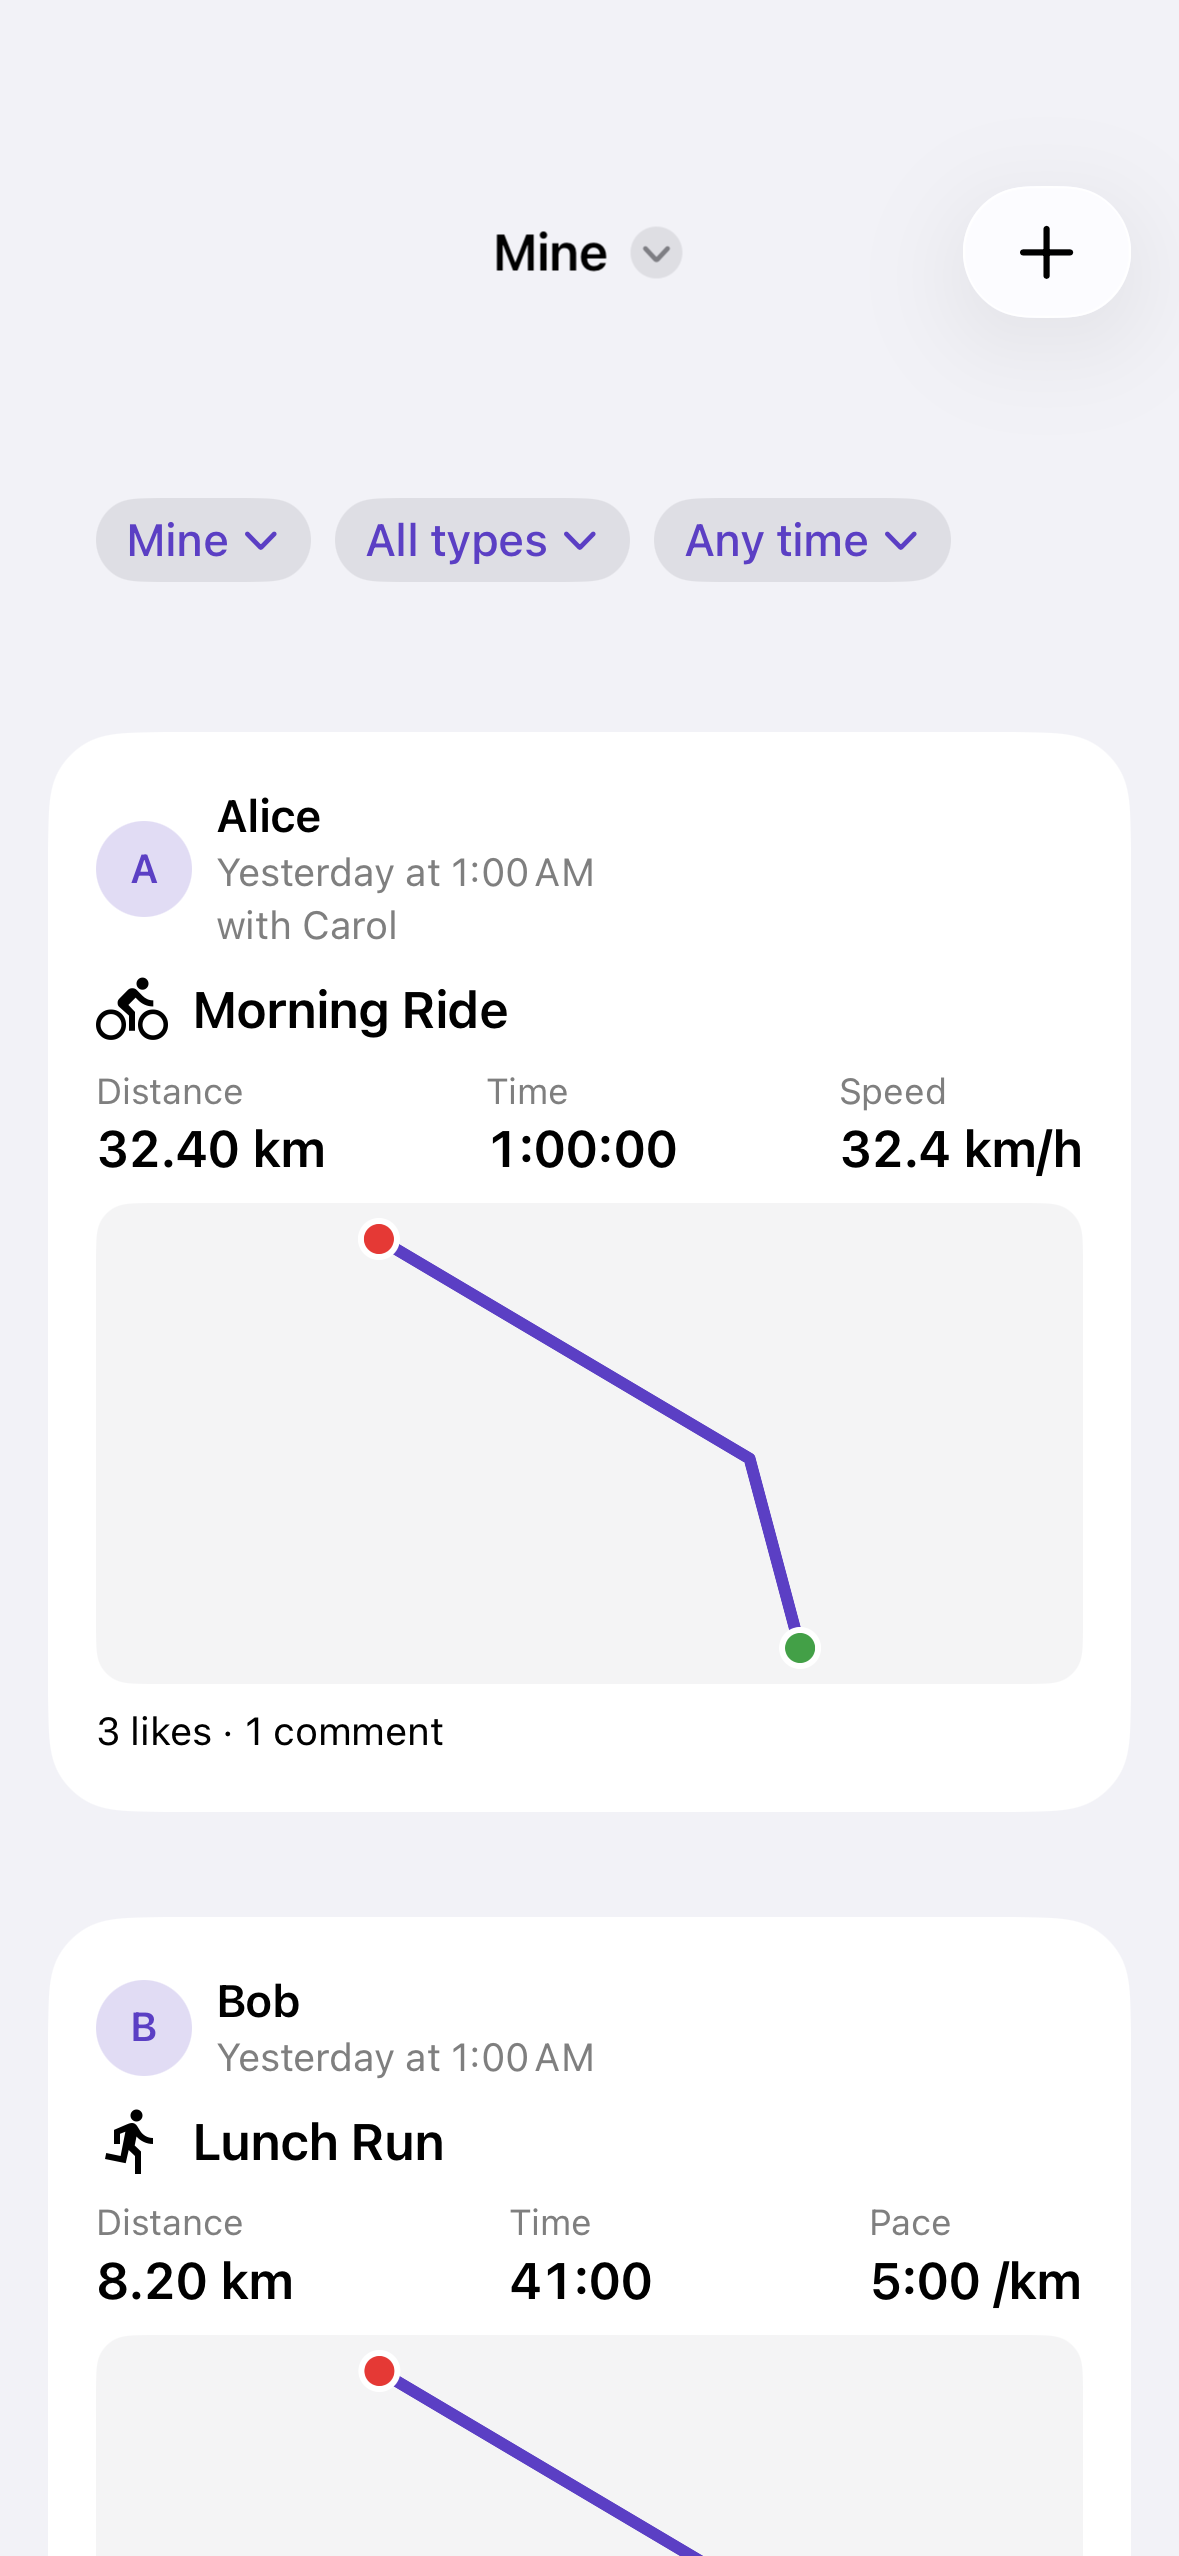 Mine
Mine All types Any time
A
Alice
Yesterday at 1:00 AM
with Carol
Morning Ride
Distance Time Speed
32.40 km 1:00:00 32.4 km/h
3 likes · 1 comment
B
Bob
Yesterday at 1:00 AM
Lunch Run
Distance Time Pace
8.20 km 41:00 5:00 /km